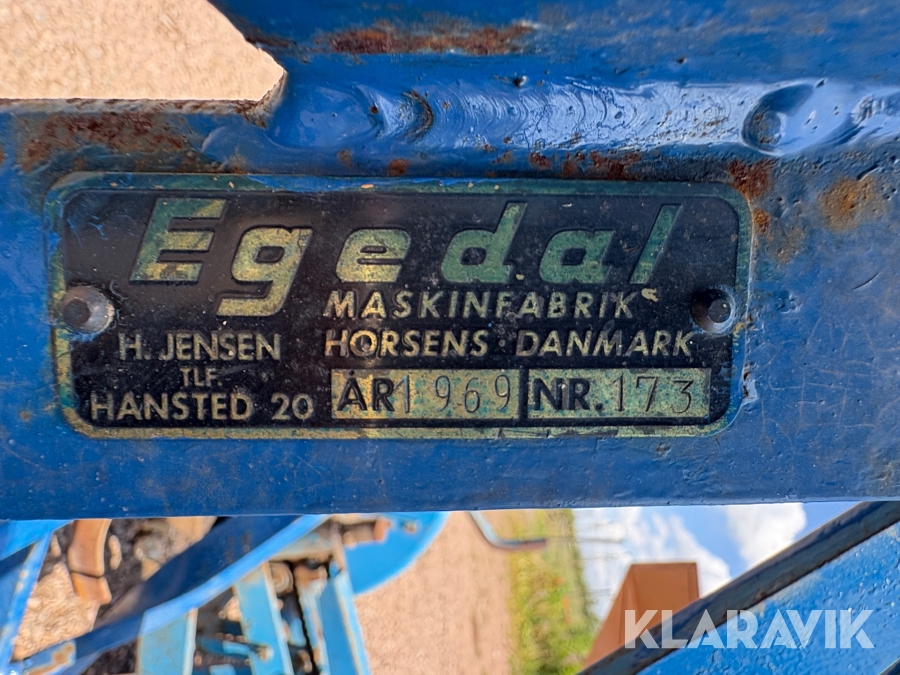 Egedal
MASKINFABRIK
H. JENSEN
HORSENS · DANMARK
TLF.
HANSTED 20
ÅR 1969 NR. 173
KLARAVIK